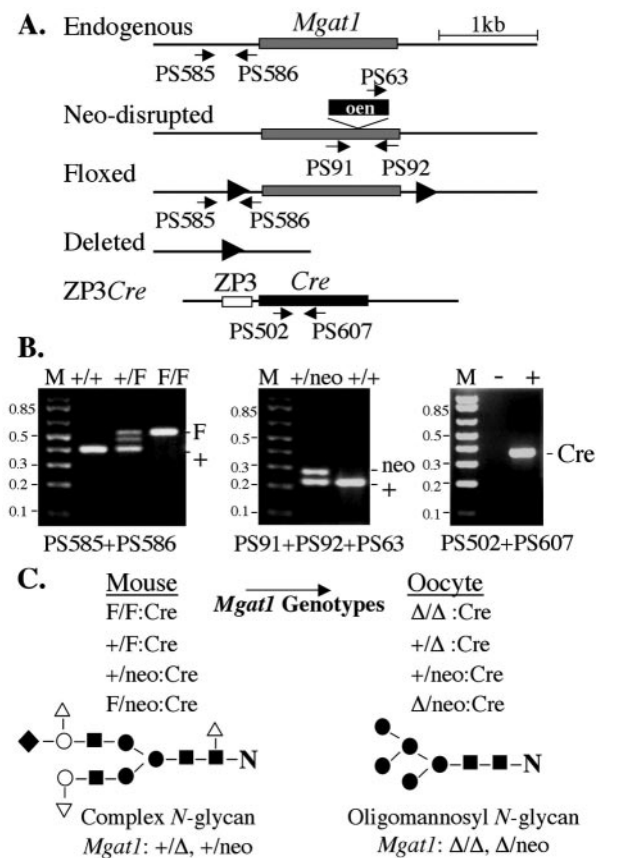 A.
Endogenous
Mgat1
1kb
PS585
PS586
PS63
Neo-disrupted
oen
PS91
PS92
Floxed
PS585
PS586
Deleted
ZP3Cre
ZP3
Cre
PS502
PS607
B.
M +/+ +/F F/F
0.85
0.5
0.3
0.2
0.1
F
+
PS585+PS586
M +/neo +/+
0.85
0.5
0.3
0.2
0.1
neo
+
PS91+PS92+PS63
M - +
0.85
0.5
0.4
0.3
0.2
0.1
Cre
PS502+PS607
C.
Mouse
Mgat1 Genotypes
Oocyte
F/F:Cre
Δ/Δ :Cre
+/F:Cre
+/Δ :Cre
+/neo:Cre
+/neo:Cre
F/neo:Cre
Δ/neo:Cre
N
N
Complex N-glycan
Mgat1: +/Δ, +/neo
Oligomannosyl N-glycan
Mgat1: Δ/Δ, Δ/neo